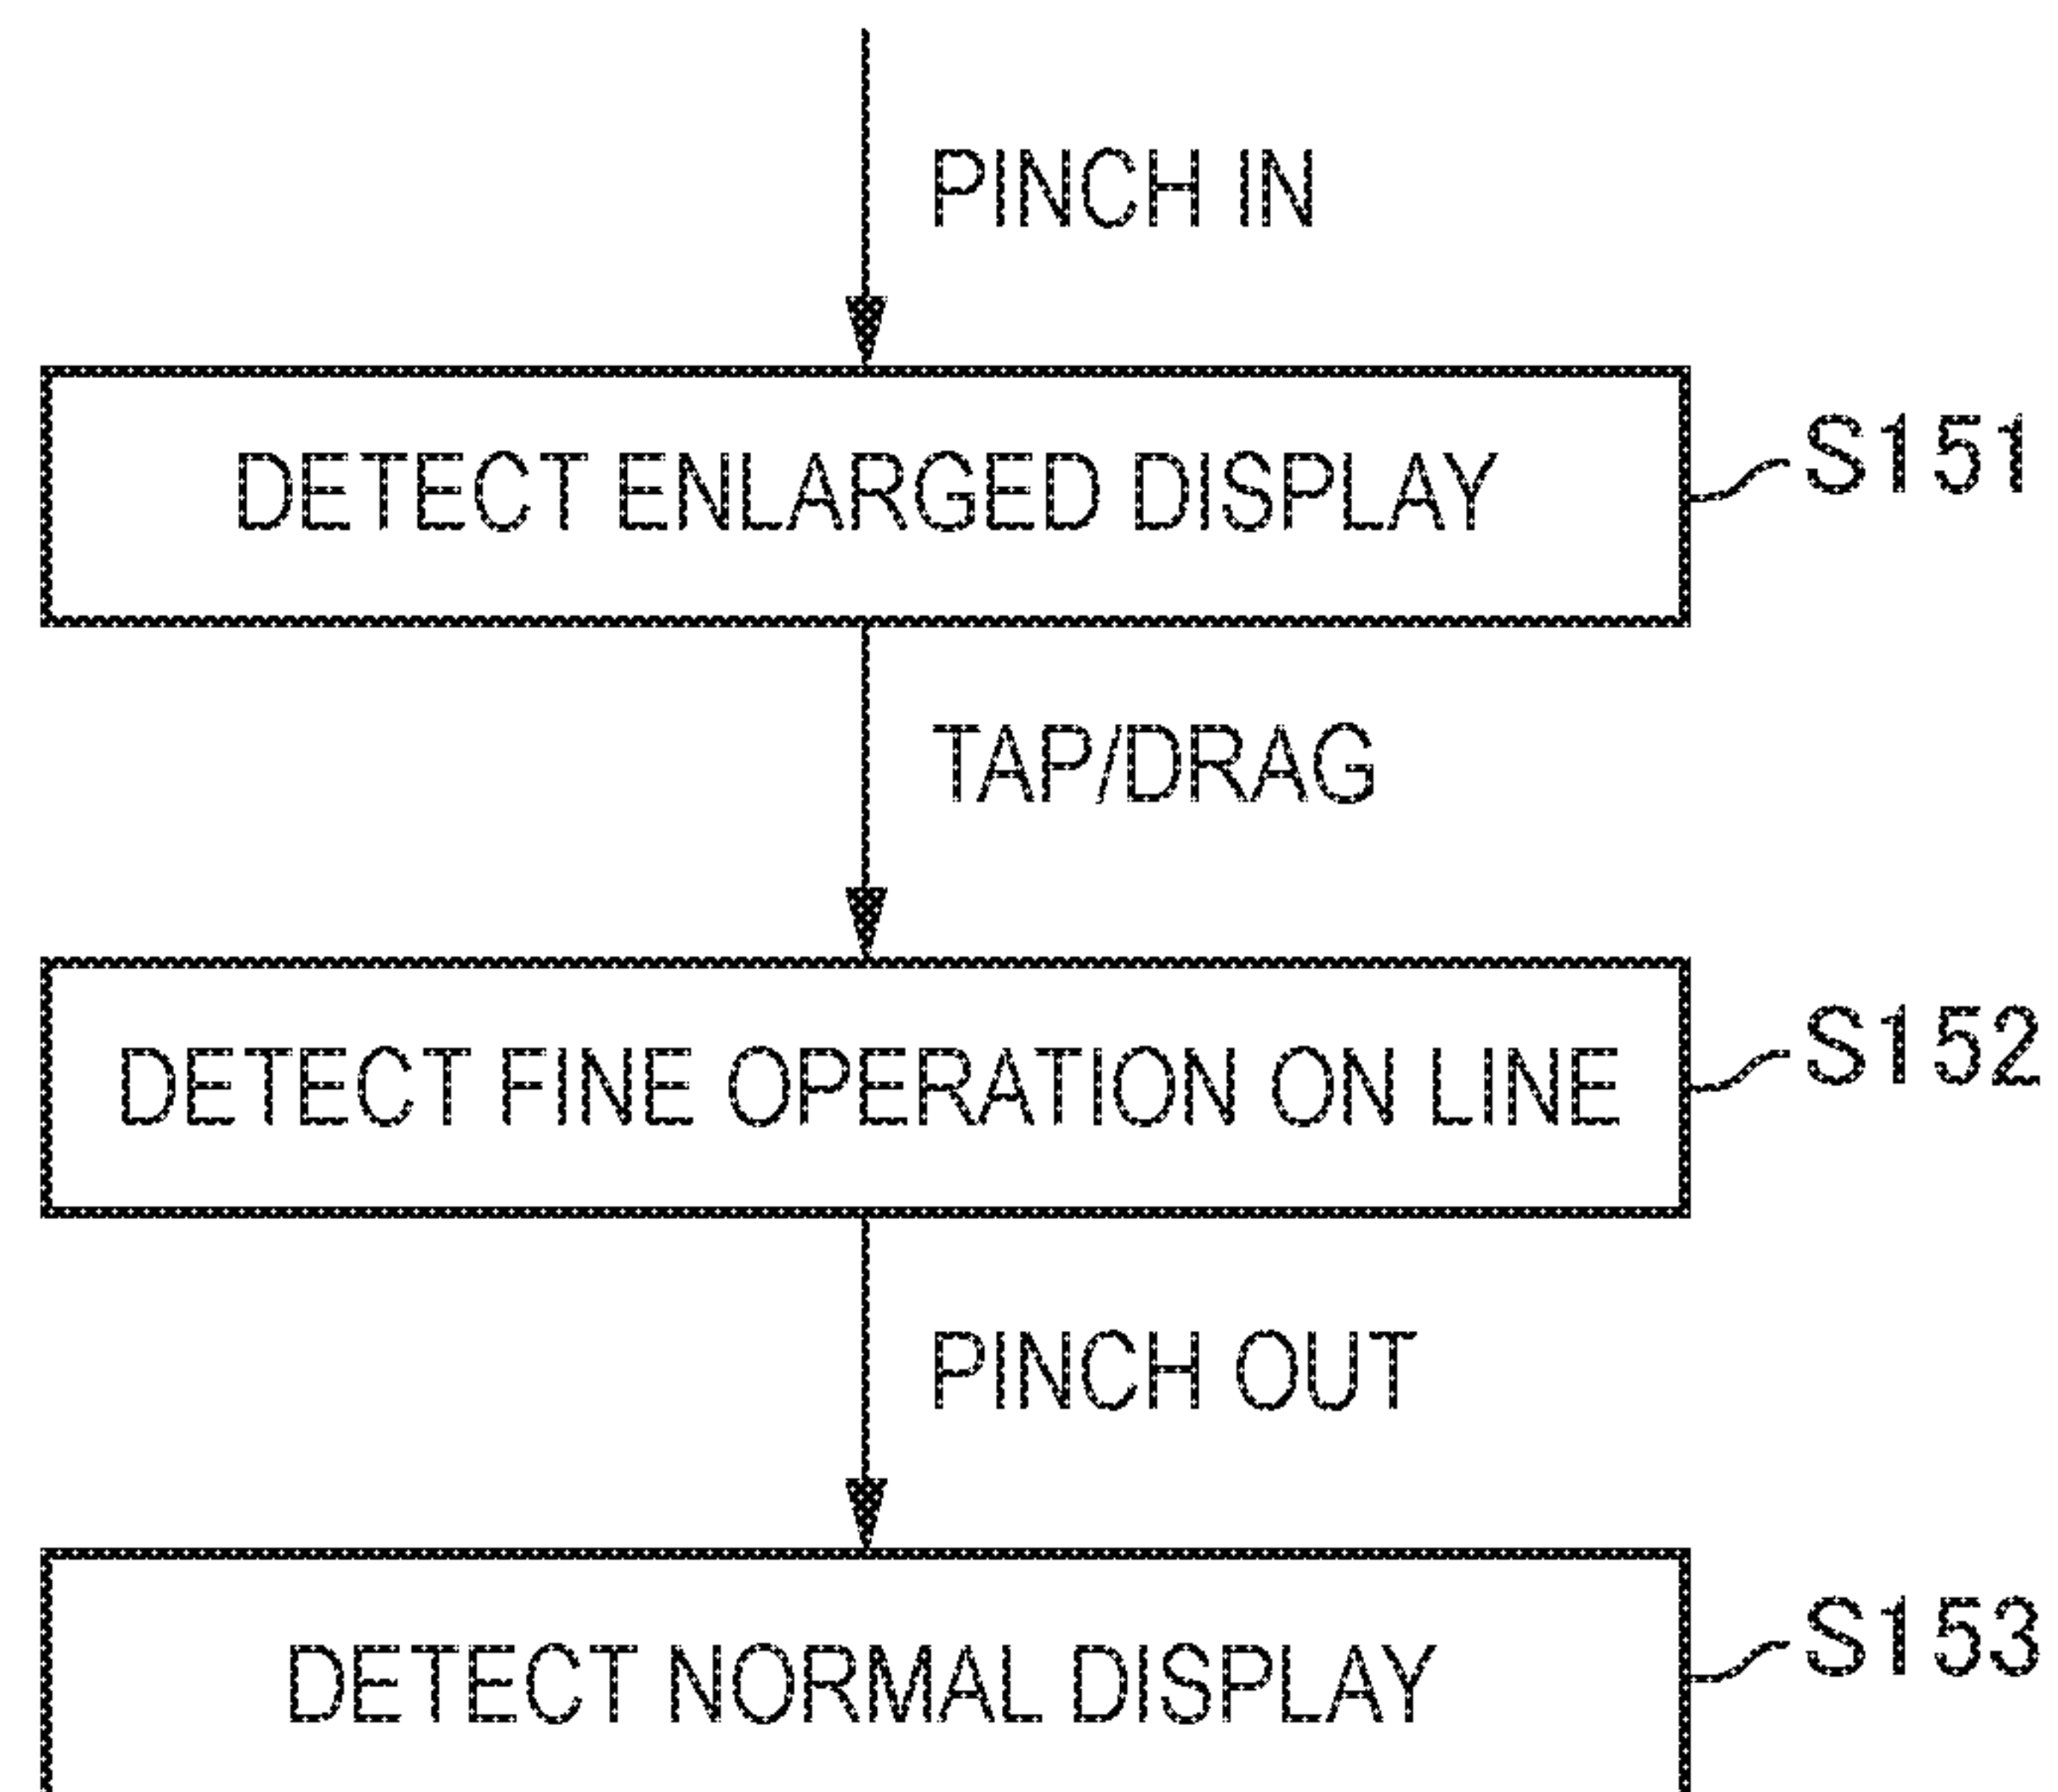 PINCH IN
DETECT ENLARGED DISPLAY
S151
TAP/DRAG
DETECT FINE OPERATION ON LINE
S152
PINCH OUT
DETECT NORMAL DISPLAY
S153